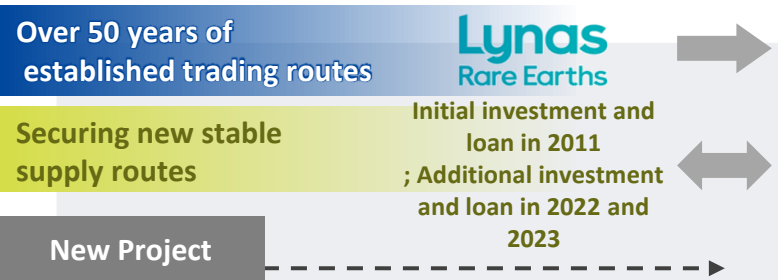 Over 50 years of
established trading routes
Lynas
Rare Earths
Securing new stable
supply routes
Initial investment and
loan in 2011
; Additional investment
and loan in 2022 and
2023
New Project